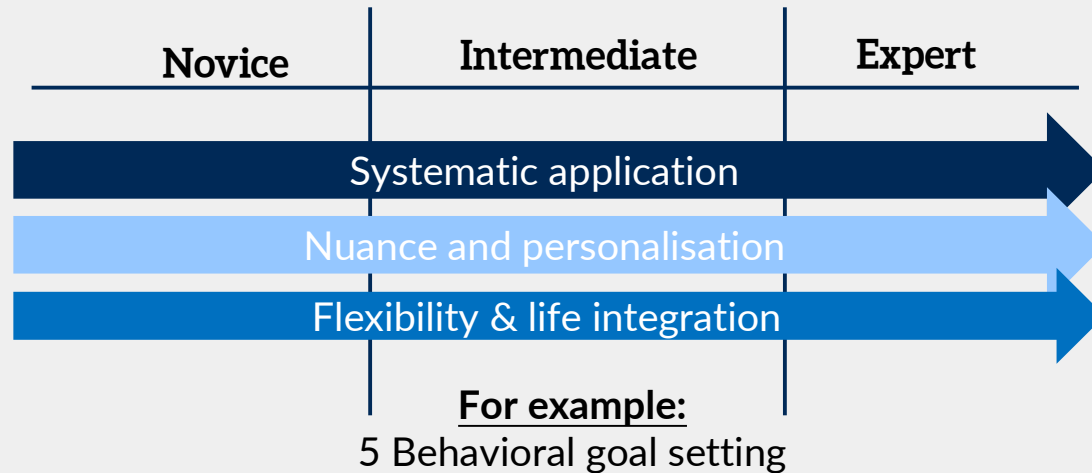 Novice
Intermediate
Expert
Systematic application
Nuance and personalisation
Flexibility & life integration
For example:
5 Behavioral goal setting